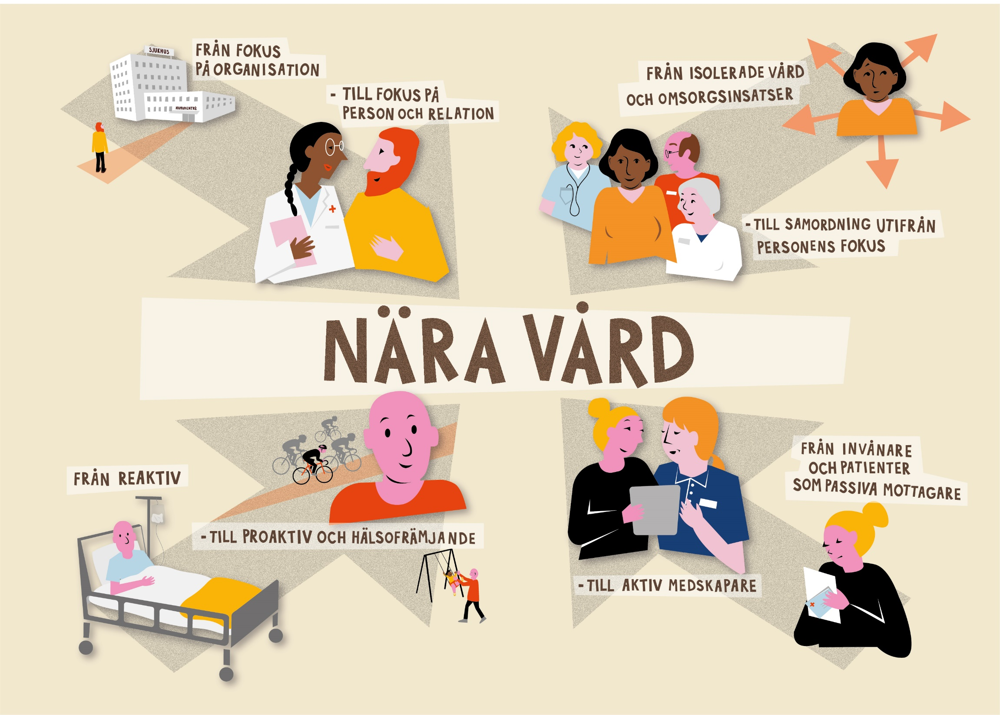 SJUKHUS
HUVUDENTRÈ
FRÅN FOKUS
PÅ ORGANISATION
- TILL FOKUS PÅ
PERSON OCH RELATION
FRÅN ISOLERADE VÅRD
OCH OMSORGSINSATSER
- TILL SAMORDNING UTIFRÅN
PERSONENS FOKUS
NÄRA VÅRD
FRÅN REAKTIV
- TILL PROAKTIV OCH HÄLSOFRÄMJANDE
FRÅN INVÅNARE
OCH PATIENTER
SOM PASSIVA MOTTAGARE
- TILL AKTIV MEDSKAPARE